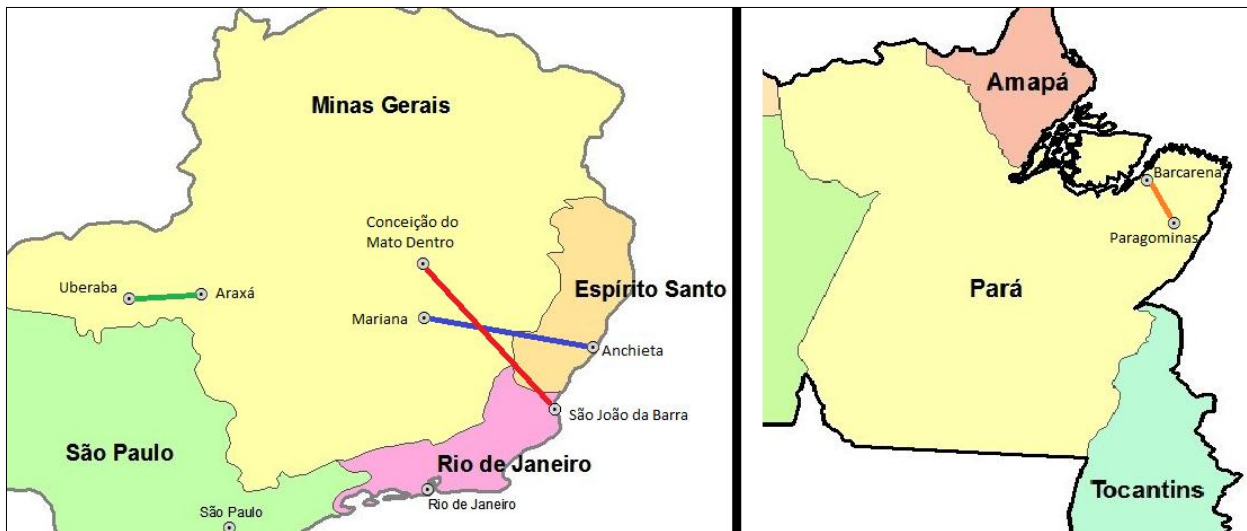 Minas Gerais
Conceição do
Mato Dentro
Espírito Santo
Uberaba
Araxá
Mariana
Anchieta
São João da Barra
São Paulo
Rio de Janeiro
Rio de Janeiro
São Paulo
Amapá
Barcarena
Paragominas
Pará
Tocantins